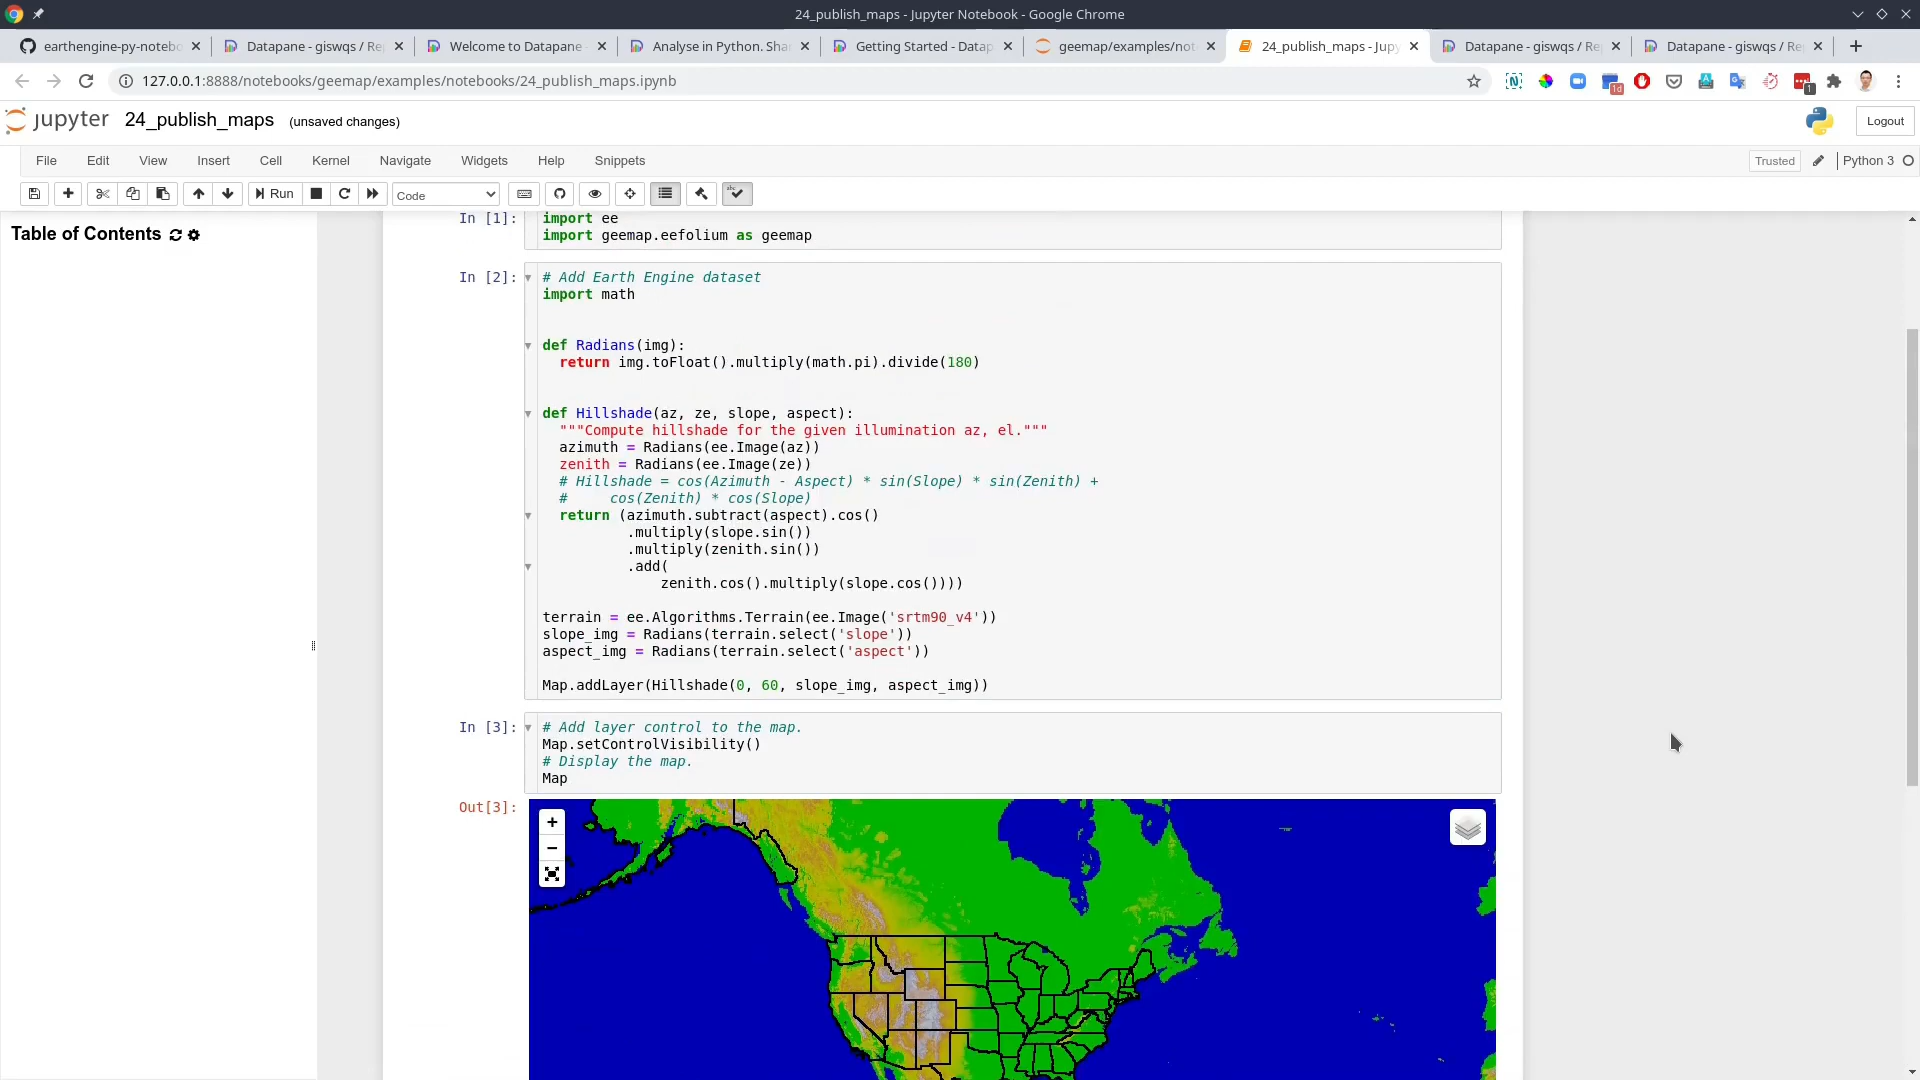 24_publish_maps - Jupyter Notebook - Google Chrome
earthengine-py-notebo
Datapane - giswqs / Re
Welcome to Datapane
Analyse in Python. Sha
Getting Started - Datap
geemap/examples/not
24_publish_maps - Jupy
Datapane - giswqs / Re
Datapane - giswqs / Re
127.0.0.1:8888/notebooks/geemap/examples/notebooks/24_publish_maps.ipynb
1d
1
jupyter 24_publish_maps (unsaved changes)
Logout
File Edit View Insert Cell Kernel Navigate Widgets Help Snippets
Trusted
Python 3
Run
Code
abc
Table of Contents
In [1]:
import ee
import geemap.eefolium as geemap
In [2]:
# Add Earth Engine dataset
import math
def Radians(img):
return img.toFloat().multiply(math.pi).divide(180)
def Hillshade(az, ze, slope, aspect):
"""Compute hillshade for the given illumination az, el."""
azimuth = Radians(ee.Image(az))
zenith = Radians(ee.Image(ze))
# Hillshade = cos(Azimuth - Aspect) * sin(Slope) * sin(Zenith) +
#     cos(Zenith) * cos(Slope)
return (azimuth.subtract(aspect).cos()
.multiply(slope.sin())
.multiply(zenith.sin())
.add(
zenith.cos().multiply(slope.cos())))
terrain = ee.Algorithms.Terrain(ee.Image('srtm90_v4'))
slope_img = Radians(terrain.select('slope'))
aspect_img = Radians(terrain.select('aspect'))
Map.addLayer(Hillshade(0, 60, slope_img, aspect_img))
In [3]:
# Add layer control to the map.
Map.setControlVisibility()
# Display the map.
Map
Out[3]:
+
−